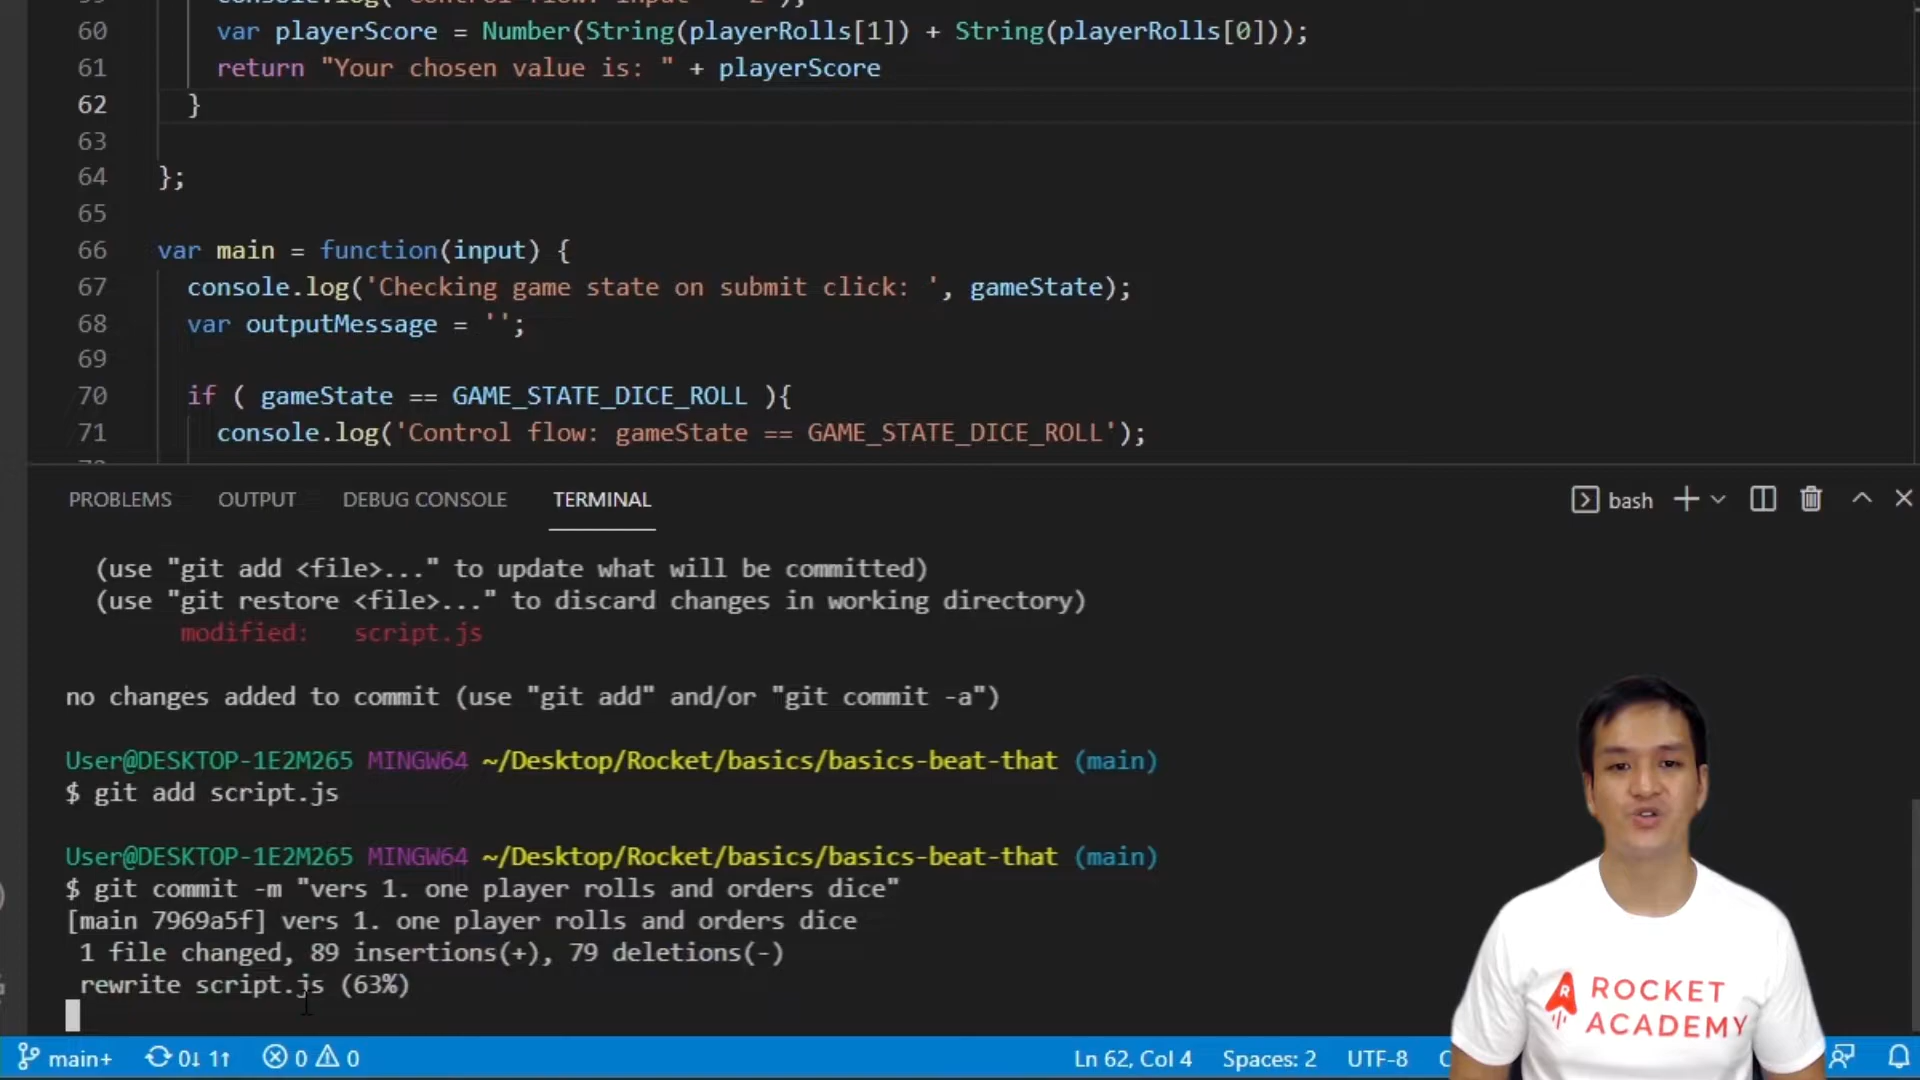 60 var playerScore = Number(String(playerRolls[1]) + String(playerRolls[0]));
61 return "Your chosen value is: " + playerScore
62 }
63
64 };
65
66 var main = function(input) {
67 console.log('Checking game state on submit click: ', gameState);
68 var outputMessage = '';
69
70 if ( gameState == GAME_STATE_DICE_ROLL ){
71 console.log('Control flow: gameState == GAME_STATE_DICE_ROLL');
PROBLEMS OUTPUT DEBUG CONSOLE TERMINAL bash
(use "git add <file>..." to update what will be committed)
(use "git restore <file>..." to discard changes in working directory)
modified: script.js
no changes added to commit (use "git add" and/or "git commit -a")
User@DESKTOP-1E2M265 MINGW64 ~/Desktop/Rocket/basics/basics-beat-that (main)
$ git add script.js
User@DESKTOP-1E2M265 MINGW64 ~/Desktop/Rocket/basics/basics-beat-that (main)
$ git commit -m "vers 1. one player rolls and orders dice"
[main 7969a5f] vers 1. one player rolls and orders dice
1 file changed, 89 insertions(+), 79 deletions(-)
rewrite script.js (63%)
ROCKET
ACADEMY
main+ 0↓ 1↑ 0 0 Ln 62, Col 4 Spaces: 2 UTF-8